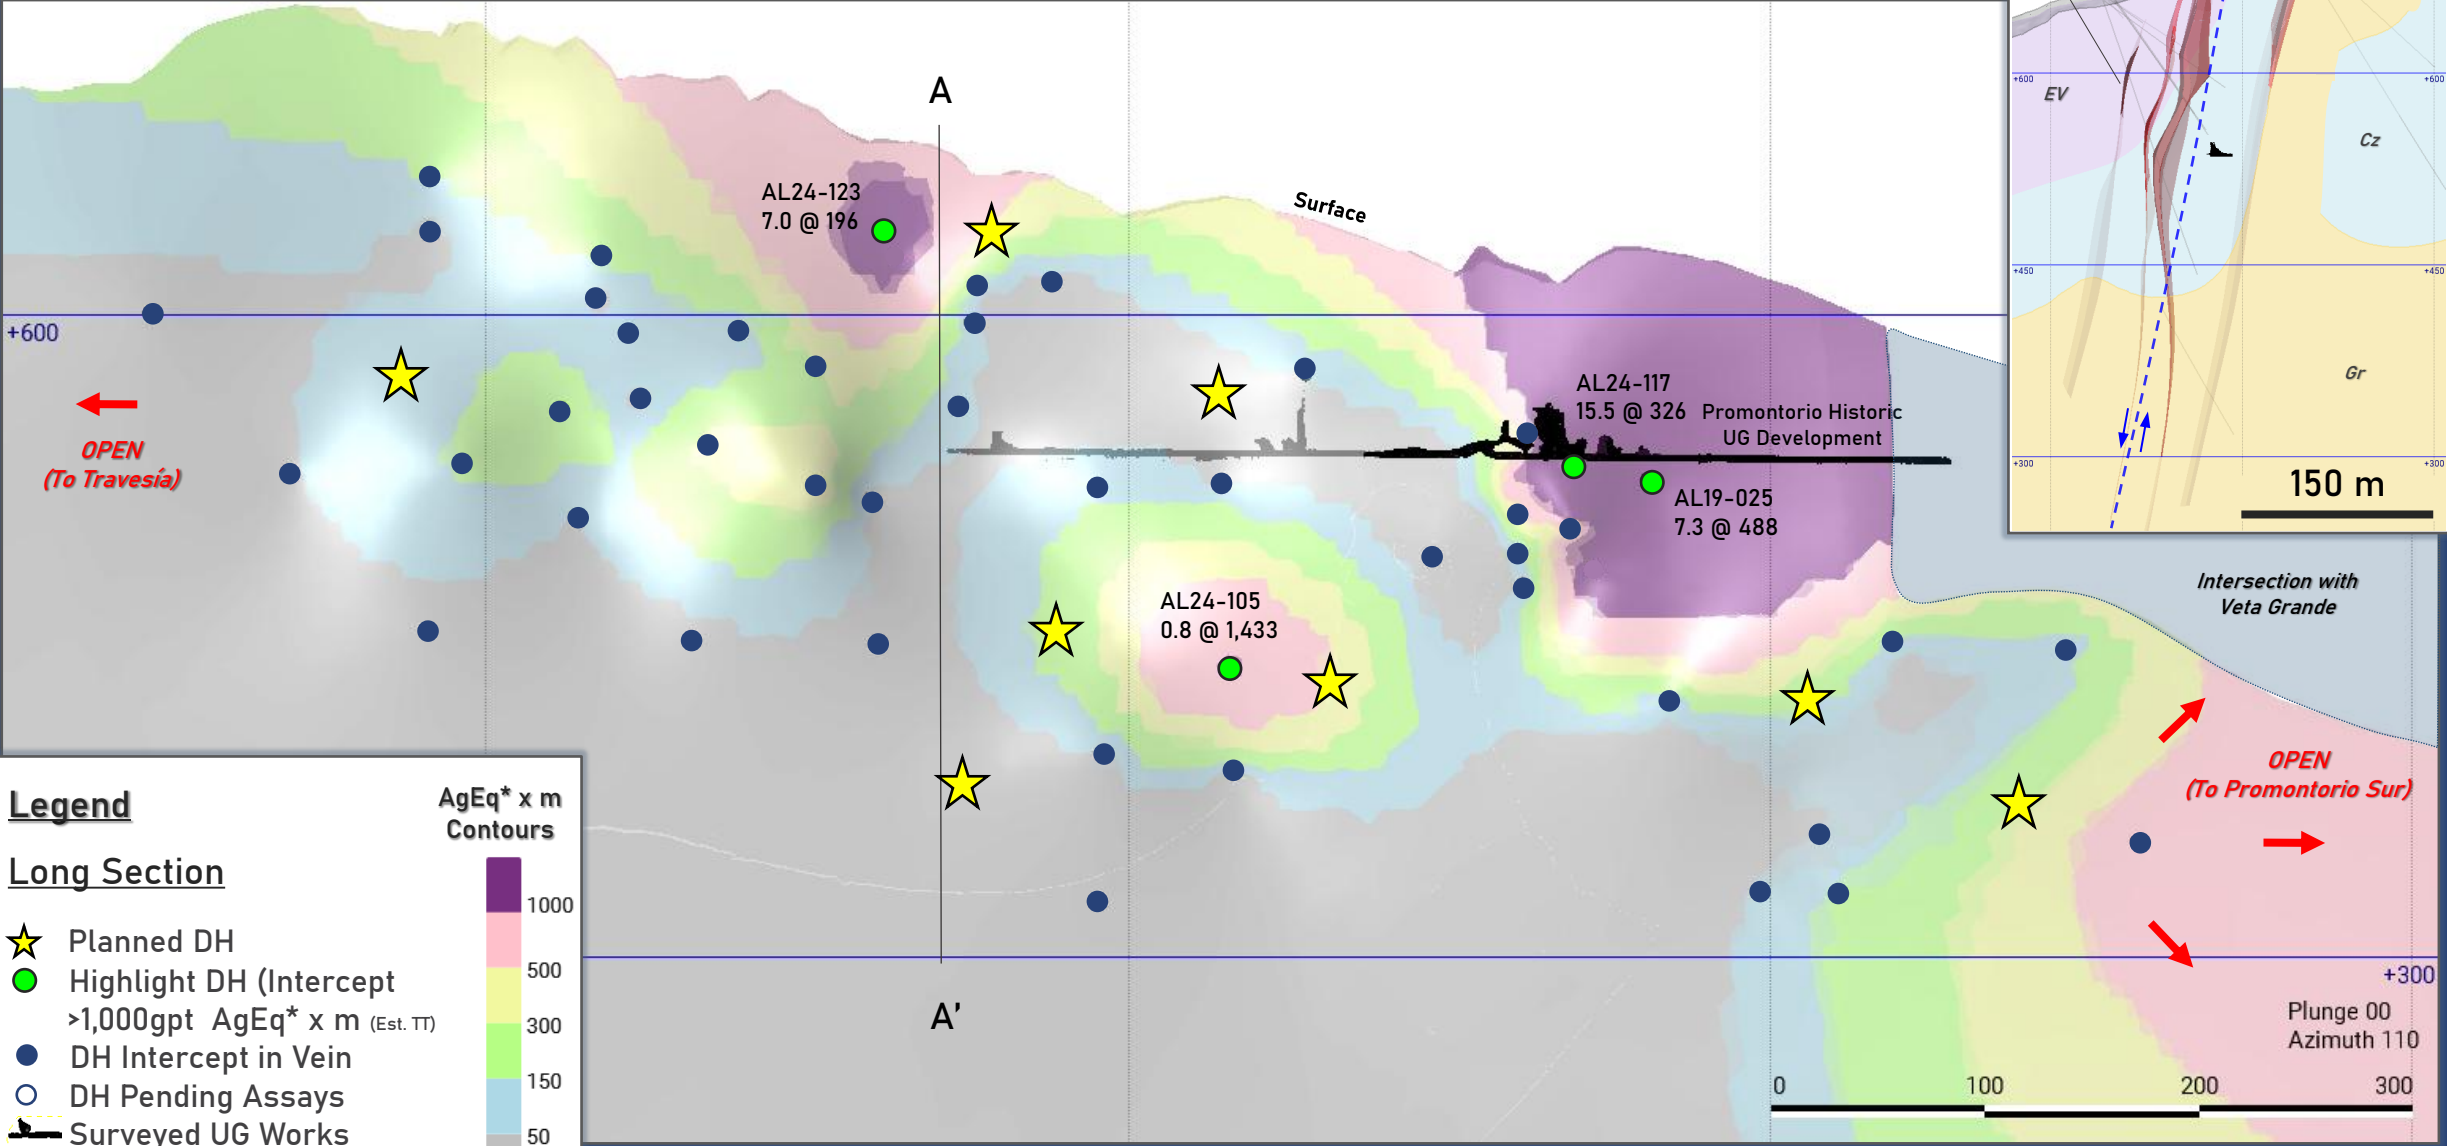 A
AL24-123
7.0 @ 196
Surface
+600
OPEN
(To Travesía)
AL24-117
15.5 @ 326
Promontorio Historic
UG Development
AL19-025
7.3 @ 488
AL24-105
0.8 @ 1,433
A'
+600
+600
EV
Cz
+450
+450
Gr
+300
+300
150 m
Intersection with
Veta Grande
OPEN
(To Promontorio Sur)
+300
Plunge 00
Azimuth 110
0
100
200
300
Legend
Long Section
Planned DH
Highlight DH (Intercept
>1,000gpt AgEq* x m (Est. TT)
DH Intercept in Vein
DH Pending Assays
Surveyed UG Works
AgEq* x m
Contours
1000
500
300
150
50